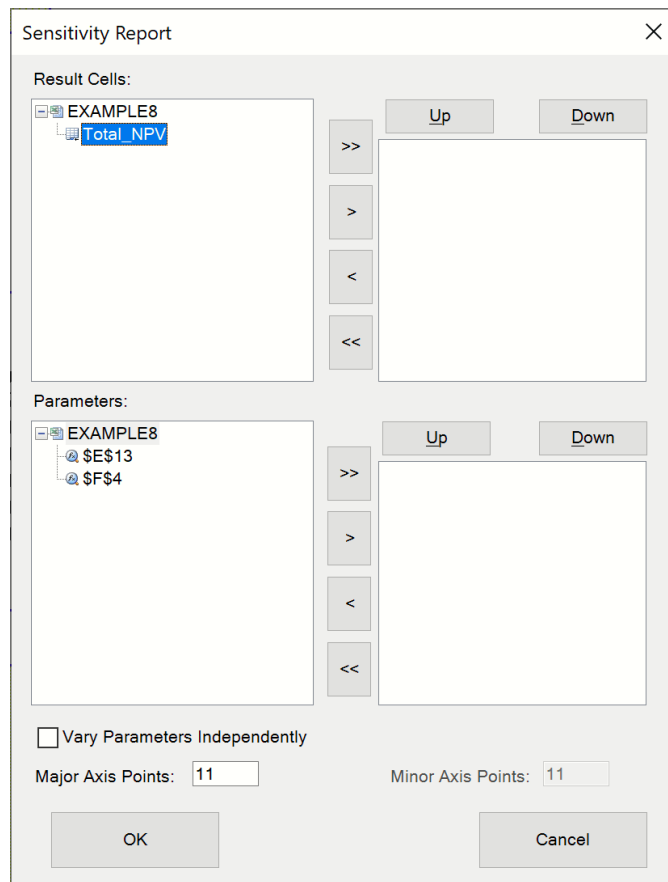 Sensitivity Report
Result Cells:
EXAMPLE8
Total_NPV
>>
>
<
<<
Up Down
Parameters:
EXAMPLE8
$E$13
$F$4
>>
>
<
<<
Up Down
Vary Parameters Independently
Major Axis Points: 11 Minor Axis Points: 11
OK Cancel